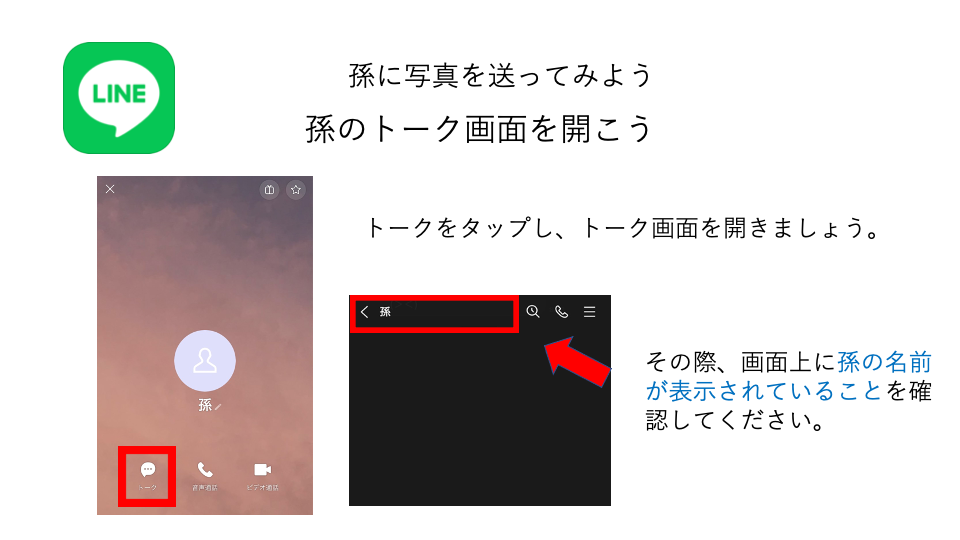 LINE
孫に写真を送ってみよう
孫のトーク画面を開こう
トークをタップし、トーク画面を開きましょう。
孫
トーク
音声通話
ビデオ通話
孫
その際、画面上に孫の名前
が表示されていることを確
認してください。